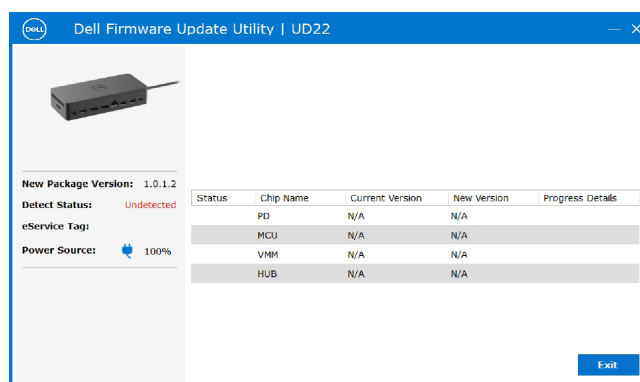 DELL Dell Firmware Update Utility | UD22
New Package Version: 1.0.1.2
Detect Status: Undetected
eService Tag:
Power Source: 100%
Status Chip Name Current Version New Version Progress Details
PD N/A N/A
MCU N/A N/A
VMM N/A N/A
HUB N/A N/A
Exit